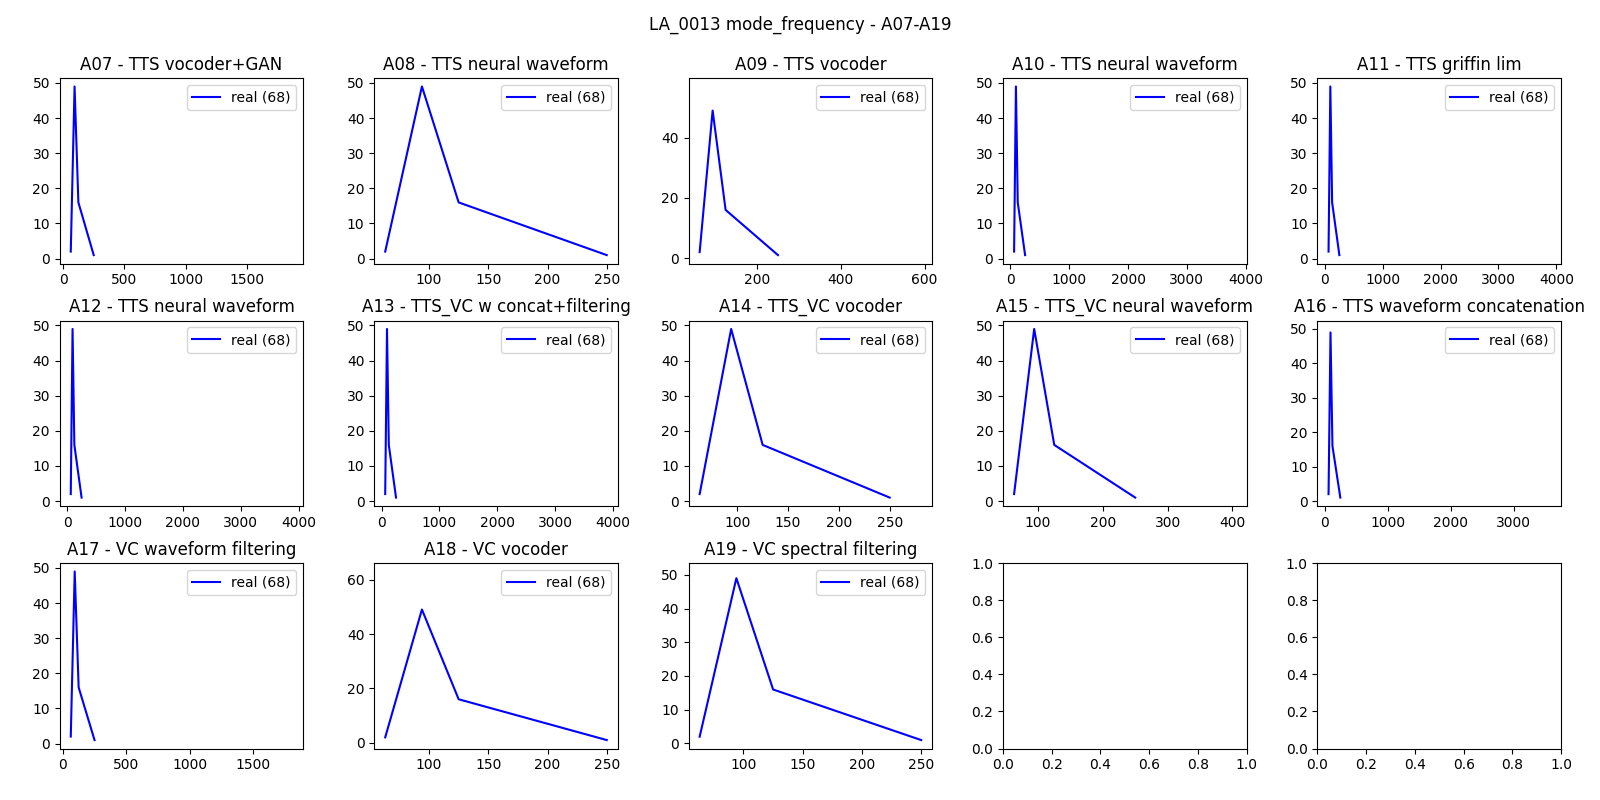 LA_0013 mode_frequency - A07-A19
A07 - TTS vocoder+GAN
A08 - TTS neural waveform
A09 - TTS vocoder
A10 - TTS neural waveform
A11 - TTS griffin lim
50
40
30
20
10
0
real (68)
0 500 1000 1500
50
40
30
20
10
0
real (68)
100 150 200 250
40
20
0
real (68)
200 400 600
50
40
30
20
10
0
real (68)
0 1000 2000 3000 4000
50
40
30
20
10
0
real (68)
0 1000 2000 3000 4000
A12 - TTS neural waveform
A13 - TTS_VC w concat+filtering
A14 - TTS_VC vocoder
A15 - TTS_VC neural waveform
A16 - TTS waveform concatenation
50
40
30
20
10
0
real (68)
0 1000 2000 3000 4000
50
40
30
20
10
0
real (68)
0 1000 2000 3000 4000
50
40
30
20
10
0
real (68)
100 150 200 250
50
40
30
20
10
0
real (68)
100 200 300 400
50
40
30
20
10
0
real (68)
0 1000 2000 3000
A17 - VC waveform filtering
A18 - VC vocoder
A19 - VC spectral filtering
50
40
30
20
10
0
real (68)
0 500 1000 1500
60
40
20
0
real (68)
100 150 200 250
50
40
30
20
10
0
real (68)
100 150 200 250
1.0
0.8
0.6
0.4
0.2
0.0
0.0 0.2 0.4 0.6 0.8 1.0
1.0
0.8
0.6
0.4
0.2
0.0
0.0 0.2 0.4 0.6 0.8 1.0